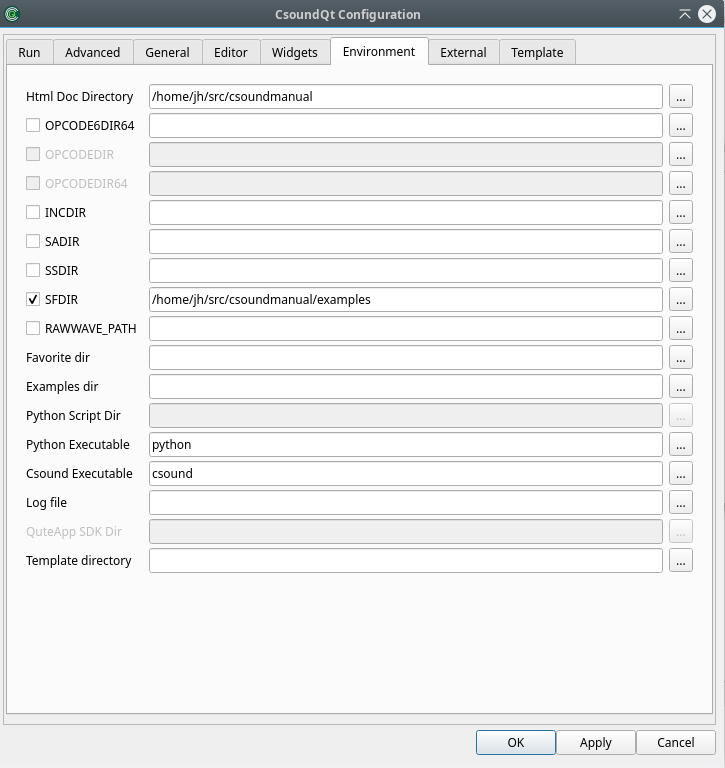 CsoundQt Configuration
Run Advanced General Editor Widgets Environment External Template
Html Doc Directory /home/jh/src/csoundmanual ...
OPCODE6DIR64 ...
OPCODEDIR ...
OPCODEDIR64 ...
INCDIR ...
SADIR ...
SSDIR ...
SFDIR /home/jh/src/csoundmanual/examples ...
RAWWAVE_PATH ...
Favorite dir ...
Examples dir ...
Python Script Dir ...
Python Executable python ...
Csound Executable csound ...
Log file ...
QuteApp SDK Dir ...
Template directory ...
OK Apply Cancel